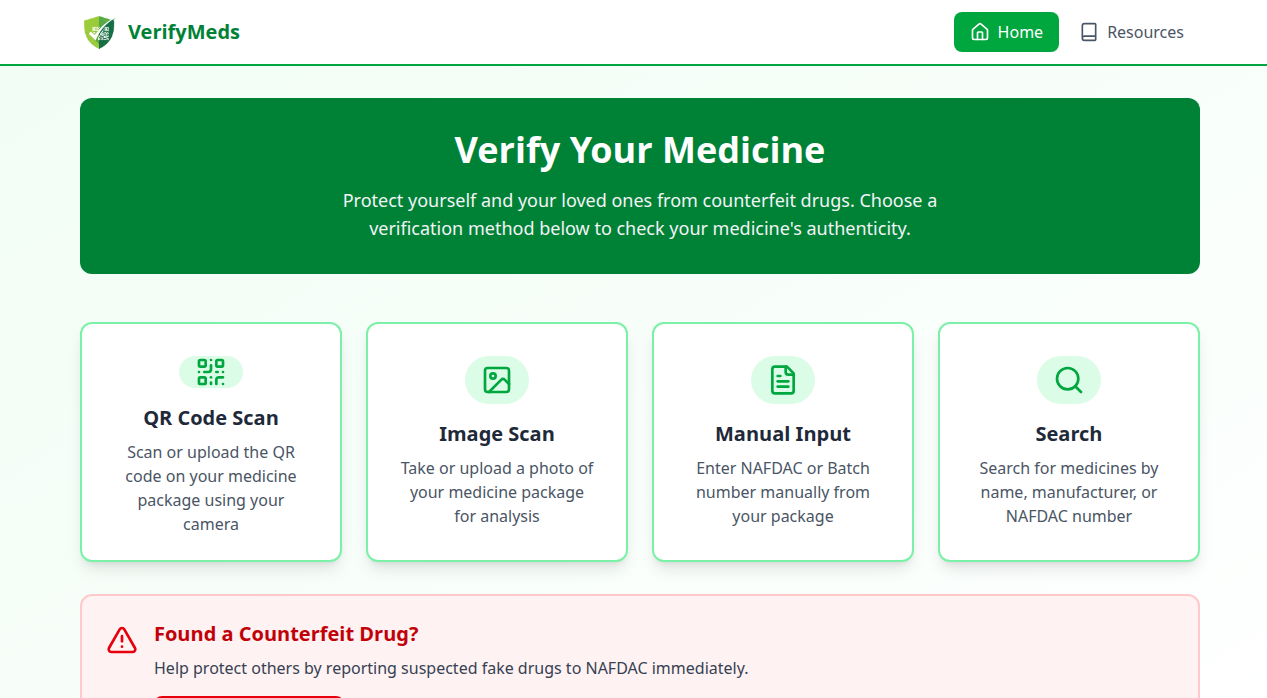 VerifyMeds
Home
Resources
Verify Your Medicine
Protect yourself and your loved ones from counterfeit drugs. Choose a
verification method below to check your medicine's authenticity.
QR Code Scan
Scan or upload the QR
code on your medicine
package using your
camera
Image Scan
Take or upload a photo of
your medicine package
for analysis
Manual Input
Enter NAFDAC or Batch
number manually from
your package
Search
Search for medicines by
name, manufacturer, or
NAFDAC number
Found a Counterfeit Drug?
Help protect others by reporting suspected fake drugs to NAFDAC immediately.